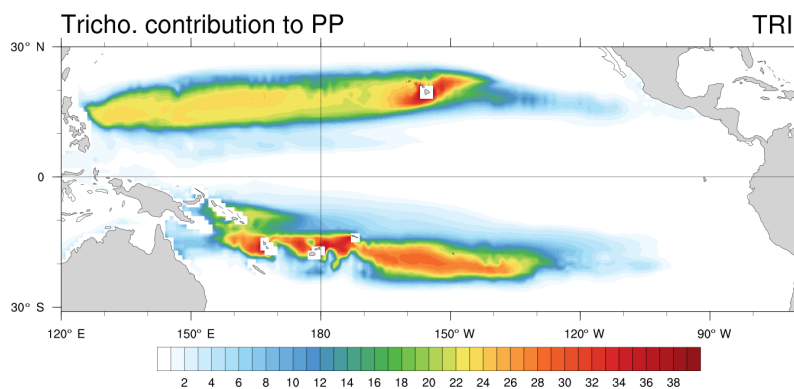 Tricho. contribution to PP TRI
30° N
0
30° S
120° E 150° E 180 150° W 120° W 90° W
2 4 6 8 10 12 14 16 18 20 22 24 26 28 30 32 34 36 38